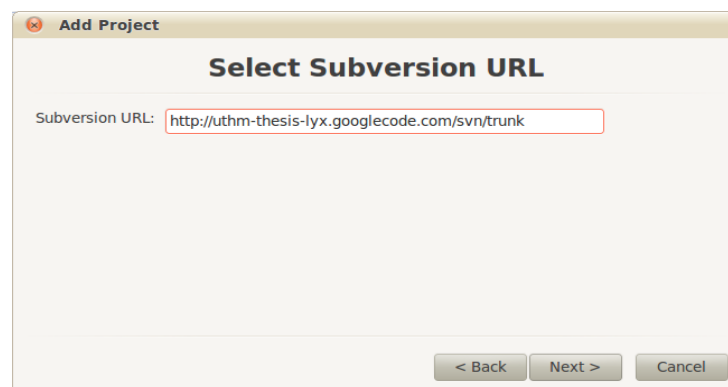 Add Project
Select Subversion URL
Subversion URL: http://uthm-thesis-lyx.googlecode.com/svn/trunk
< Back Next > Cancel